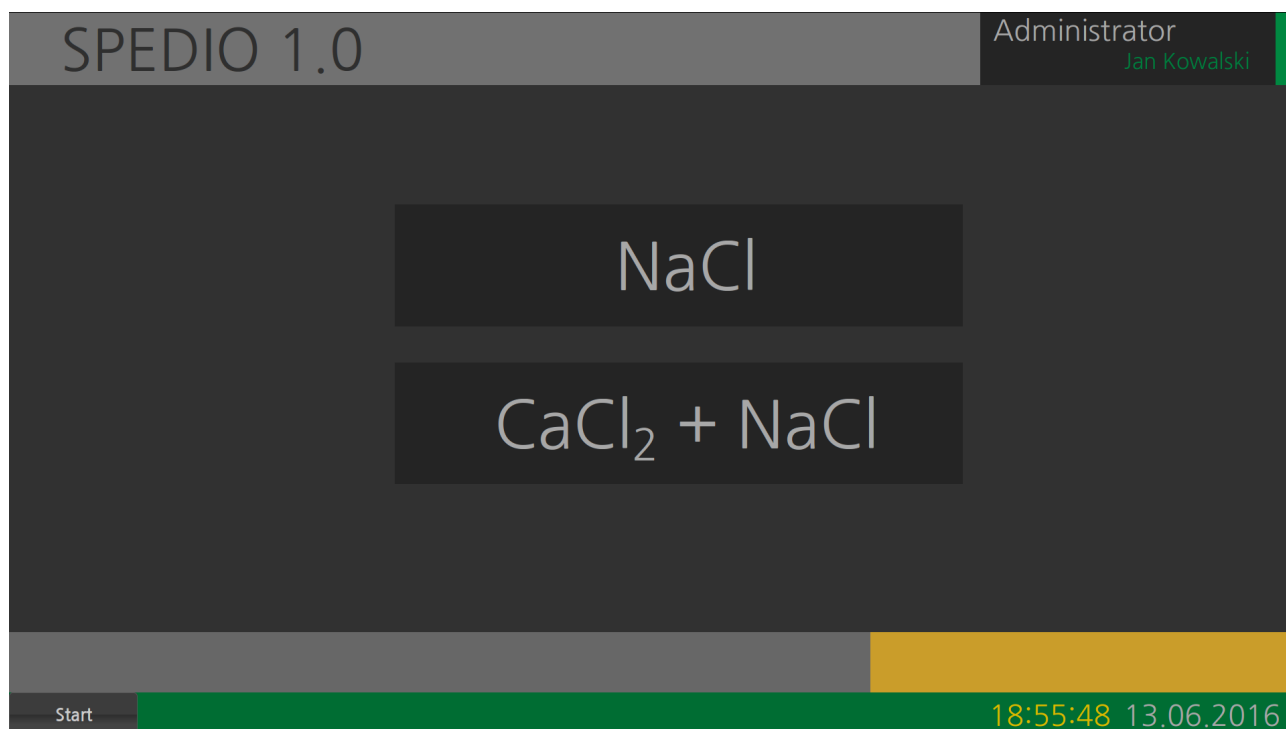 SPEDIO 1.0
Administrator
Jan Kowalski
NaCl
CaCl₂ + NaCl
Start
18:55:48 13.06.2016